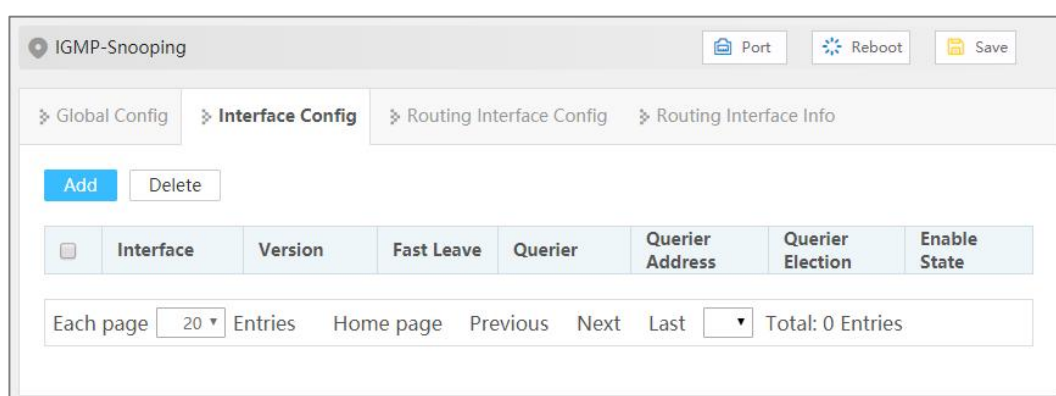 IGMP-Snooping Port Reboot Save
Global Config Interface Config Routing Interface Config Routing Interface Info
Add Delete
Interface Version Fast Leave Querier Querier Address Querier Election Enable State
Each page 20 Entries Home page Previous Next Last Total: 0 Entries